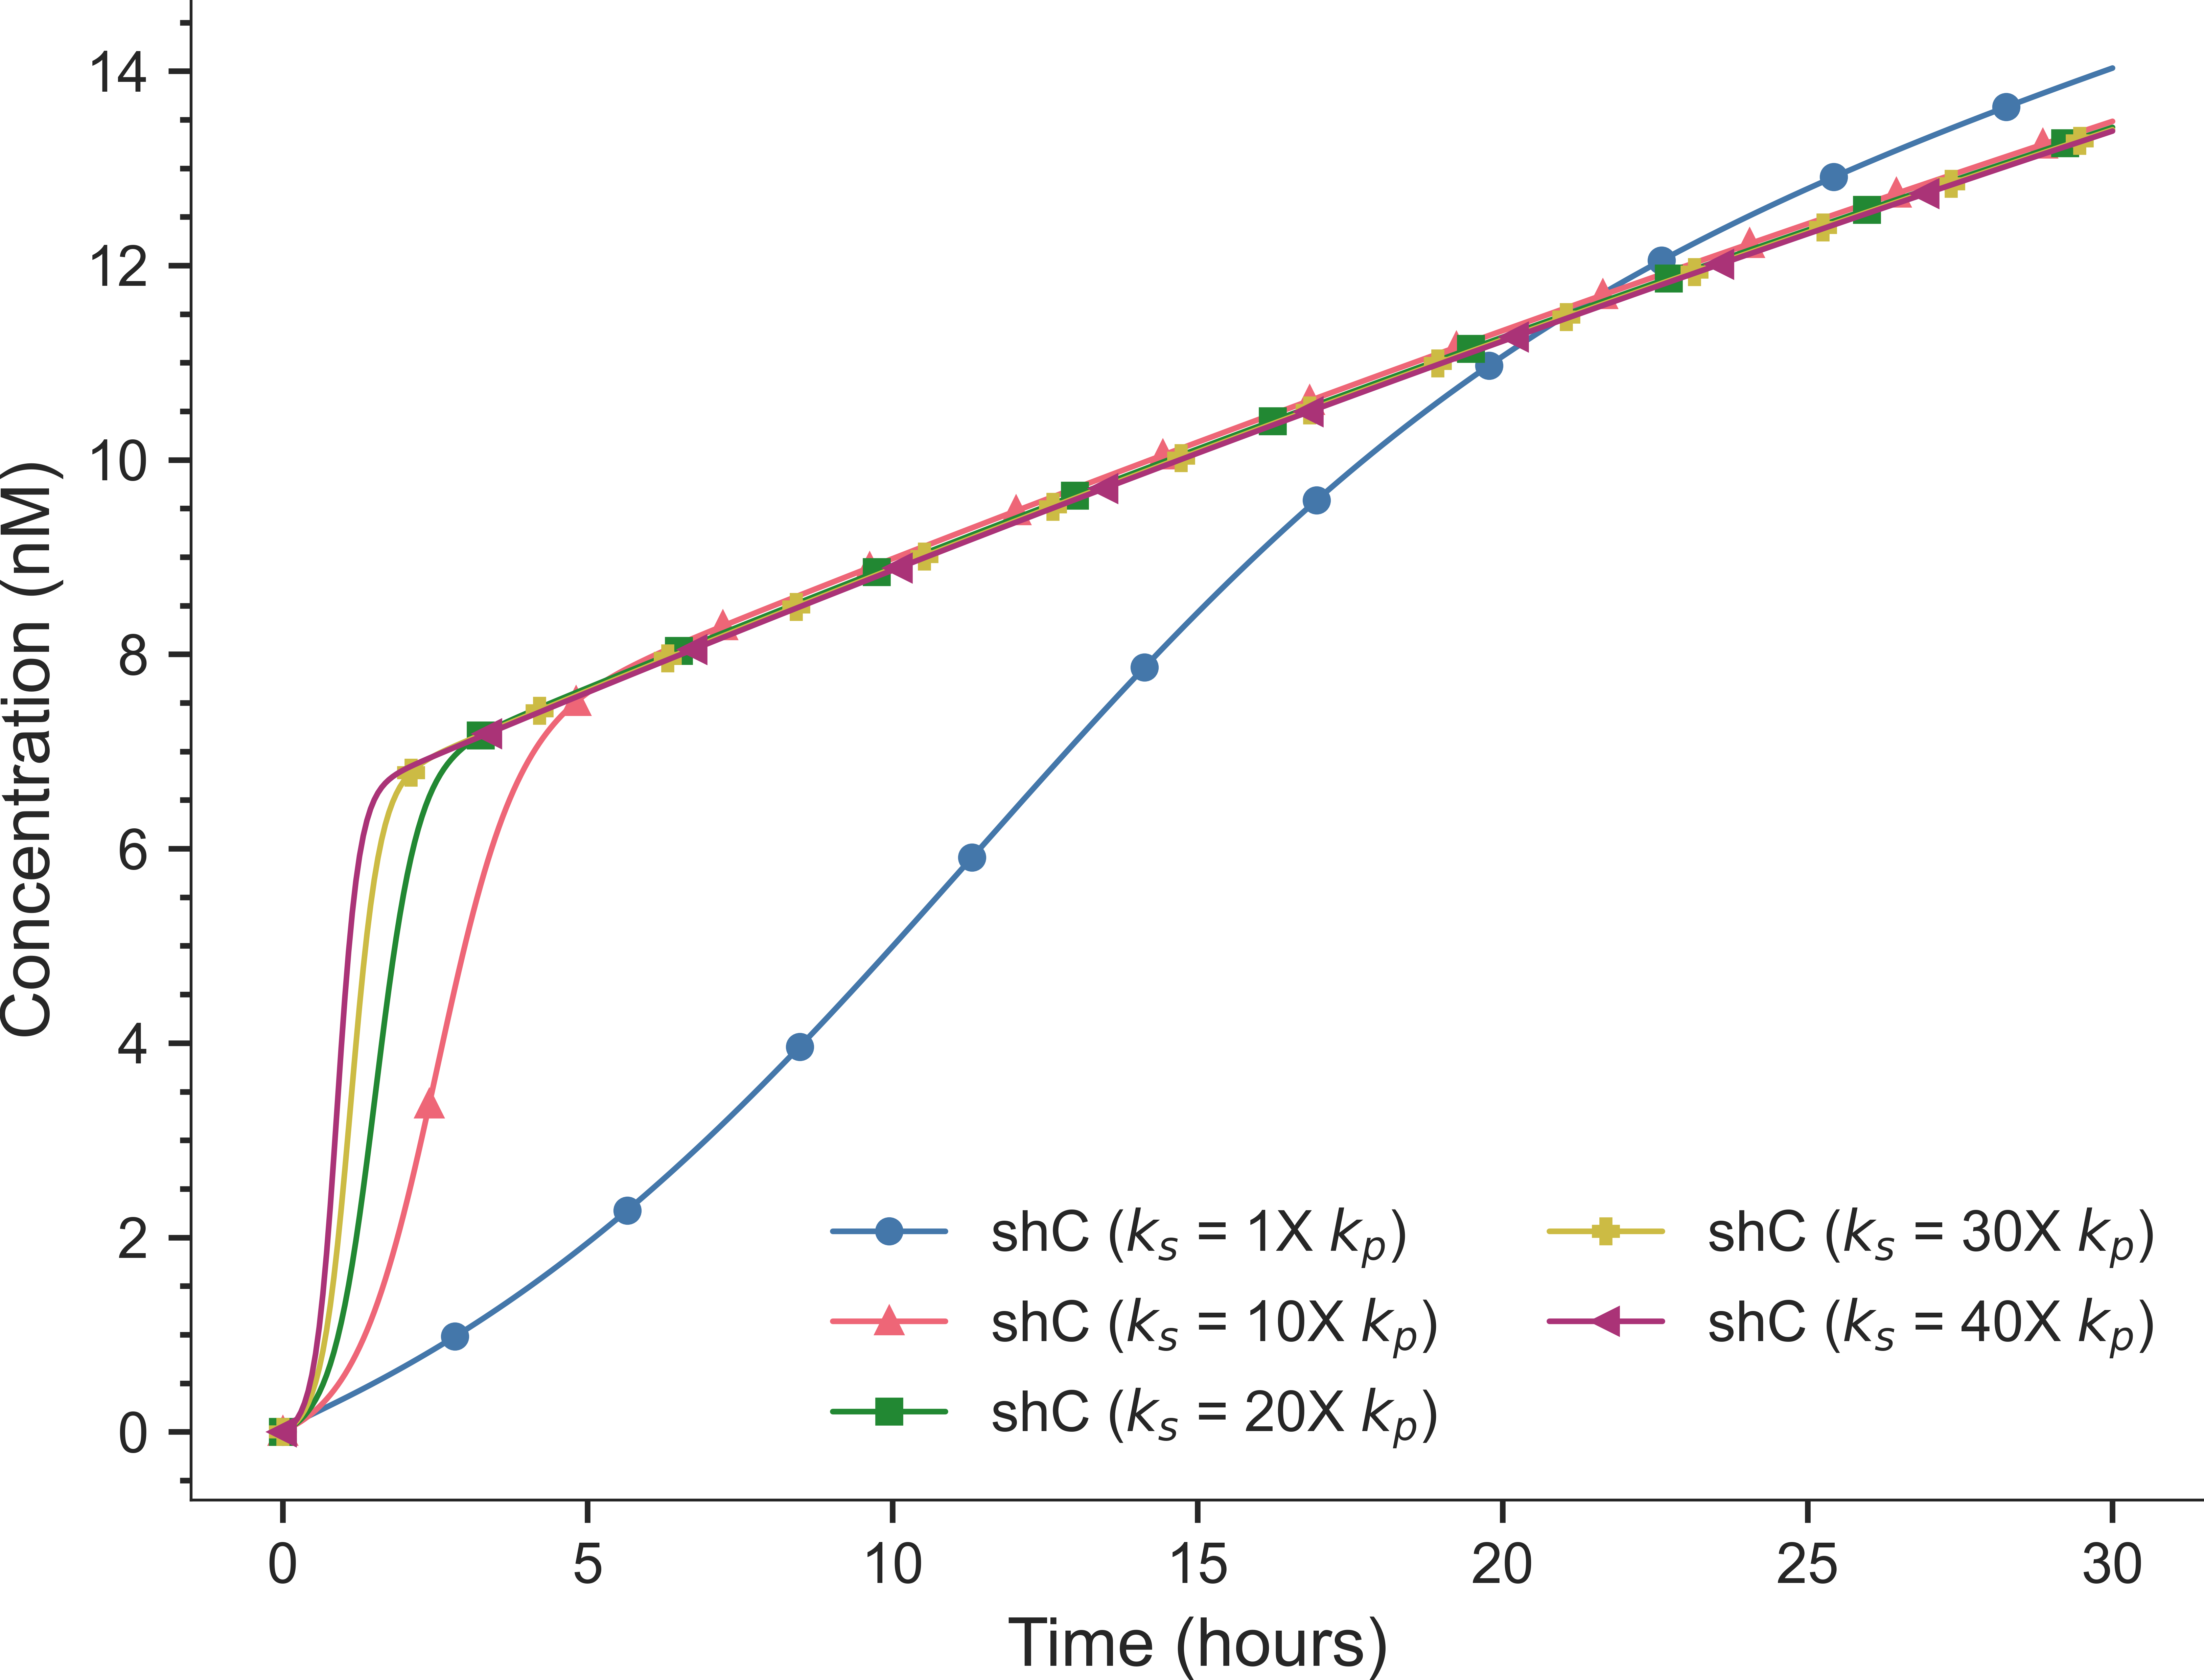 Concentration (nM)
14
12
10
8
6
4
2
0
shC (kₛ = 1X kₚ)
shC (kₛ = 10X kₚ)
shC (kₛ = 20X kₚ)
shC (kₛ = 30X kₚ)
shC (kₛ = 40X kₚ)
0 5 10 15 20 25 30
Time (hours)